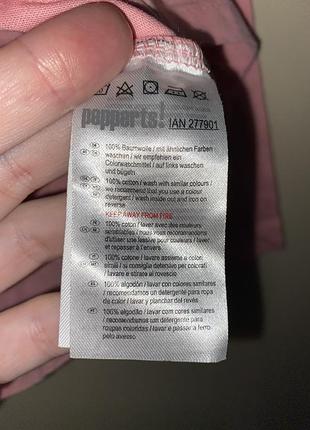 pepperts! IAN 277901
100% Baumwolle / mit ähnlichen Farben
waschen / wir empfehlen ein
Colorwaschmittel / auf links waschen
und bügeln
100% cotton / wash with similar colours /
we recommend that you use a colour
detergent / wash inside out and iron on
reverse
KEEP AWAY FROM FIRE
100% coton / laver avec des couleurs
semblables / nous vous recommandons
d'utiliser une lessive pour couleurs / laver
et repasser à l'envers
100% cotone / lavare assieme a colori
simili / si consiglia detersivo per colorati /
lavare e stirare al rovescio
100% algodón / lavar con colores similares
/ recomendamos un detergente para ropa
de color / lavar y planchar del revés
100% algodão / lavar com cores similares
/ recomendamos um detergente para
roupas coloridas / lavar e passar a ferro
pelo avesso